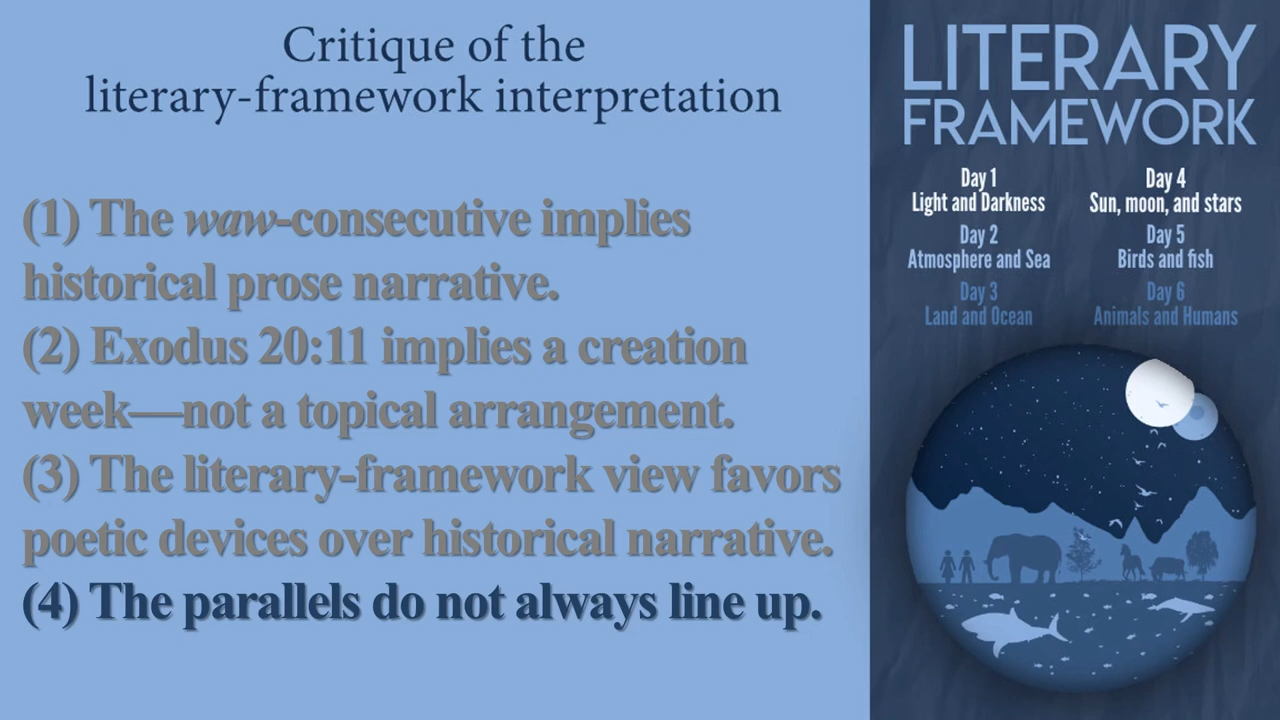 Critique of the
literary-framework interpretation
(1) The waw-consecutive implies
historical prose narrative.
(2) Exodus 20:11 implies a creation
week—not a topical arrangement.
(3) The literary-framework view favors
poetic devices over historical narrative.
(4) The parallels do not always line up.
LITERARY
FRAMEWORK
Day 1
Light and Darkness
Day 4
Sun, moon, and stars
Day 2
Atmosphere and Sea
Day 5
Birds and fish
Day 3
Land and Ocean
Day 6
Animals and Humans